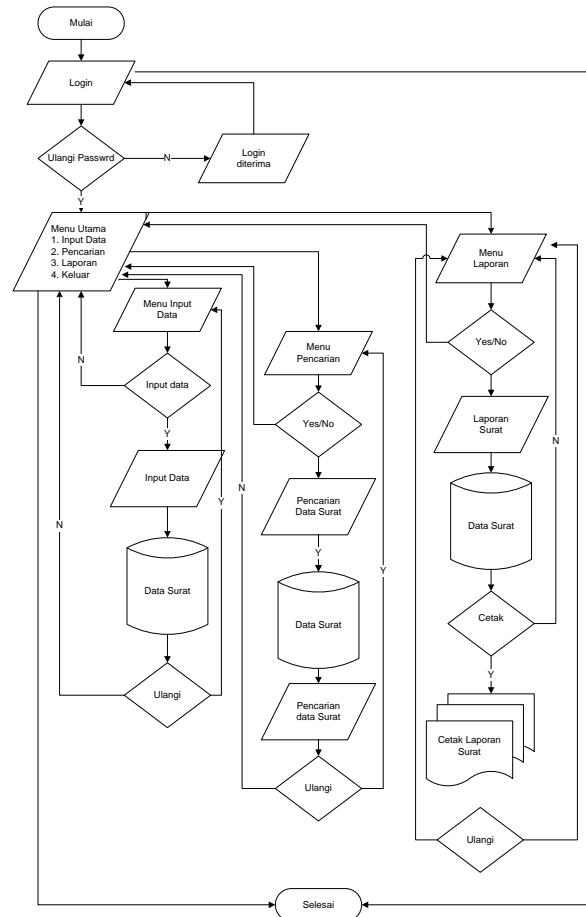 Mulai
Login
Ulangi Passwrd
N
Login
diterima
Y
Menu Utama
1. Input Data
2. Pencarian
3. Laporan
4. Keluar
Menu Input
Data
N
Input data
Y
Input Data
N
Y
Data Surat
Ulangi
Menu
Pencarian
Yes/No
N
Pencarian
Data Surat
Y
Y
Data Surat
Pencarian
data Surat
Ulangi
Menu
Laporan
Yes/No
Laporan
Surat
N
Data Surat
Cetak
Y
Cetak Laporan
Surat
Ulangi
Selesai